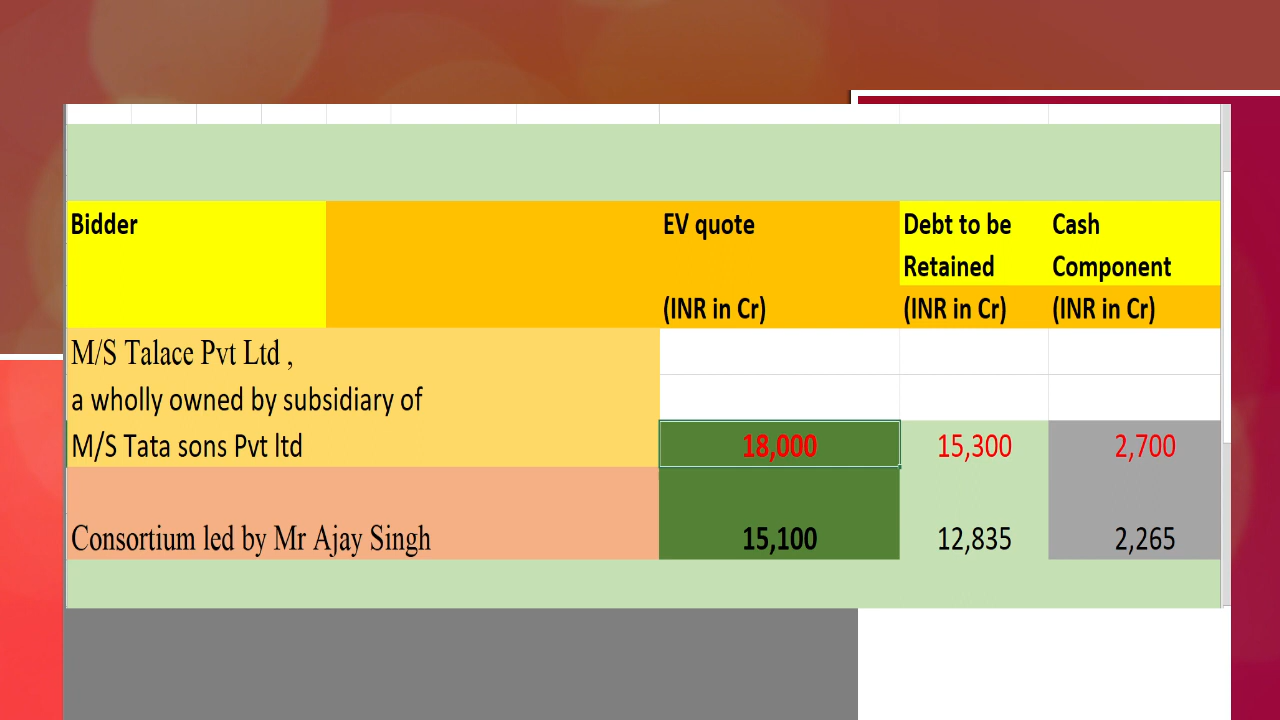 Bidder EV quote Debt to be Cash
Retained Component
(INR in Cr) (INR in Cr) (INR in Cr)
M/S Talace Pvt Ltd ,
a wholly owned by subsidiary of
M/S Tata sons Pvt ltd 18,000 15,300 2,700
Consortium led by Mr Ajay Singh 15,100 12,835 2,265